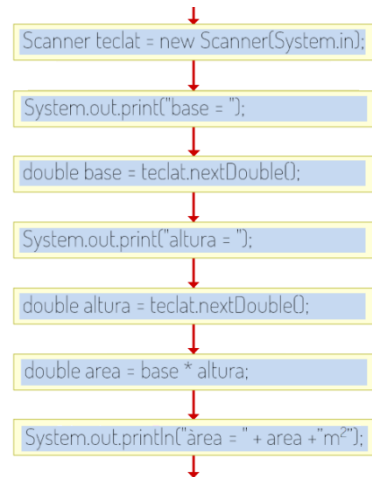 Scanner teclat = new Scanner(System.in);
System.out.print("base = ");
double base = teclat.nextDouble();
System.out.print("altura = ");
double altura = teclat.nextDouble();
double area = base * altura;
System.out.println("àrea = " + area +"m²");